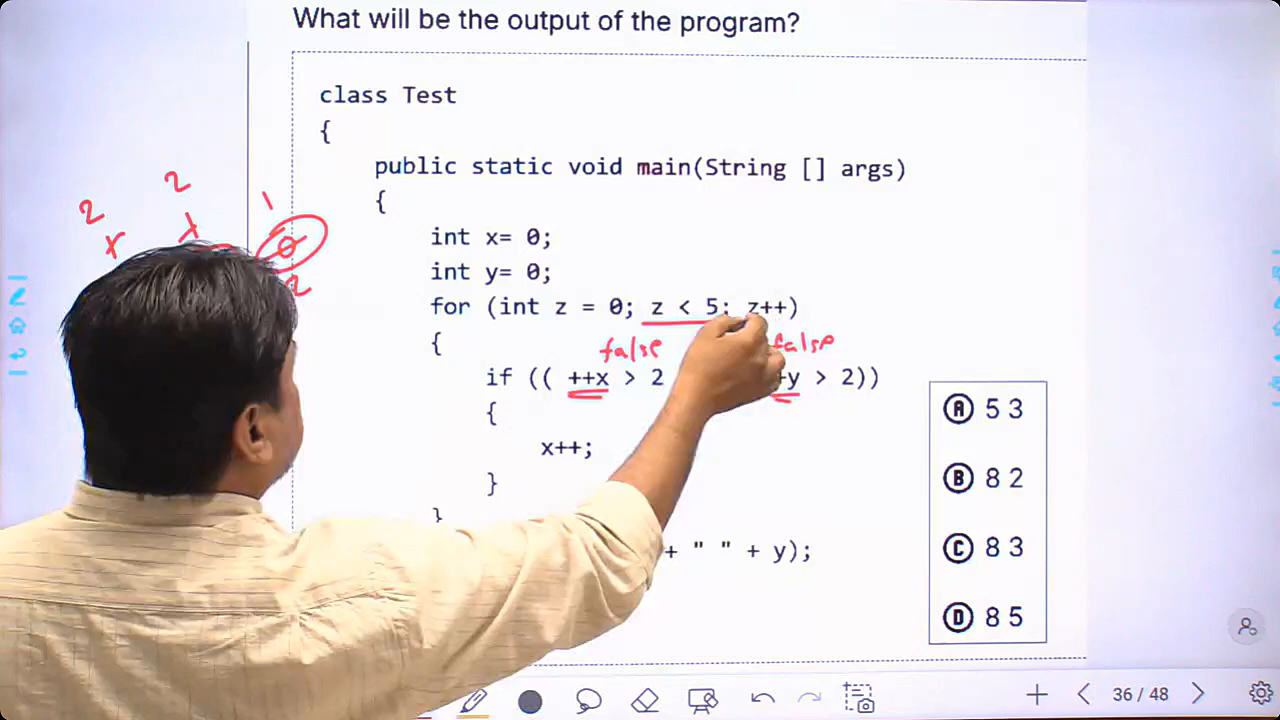 What will be the output of the program?
class Test
{
public static void main(String [] args)
{
int x= 0;
int y= 0;
for (int z = 0; z < 5; z++)
{
false false
if (( ++x > 2 +y > 2))
{
x++;
}
}
+ " " + y);
A 5 3
B 8 2
C 8 3
D 8 5
2 2 1
2
36 / 48